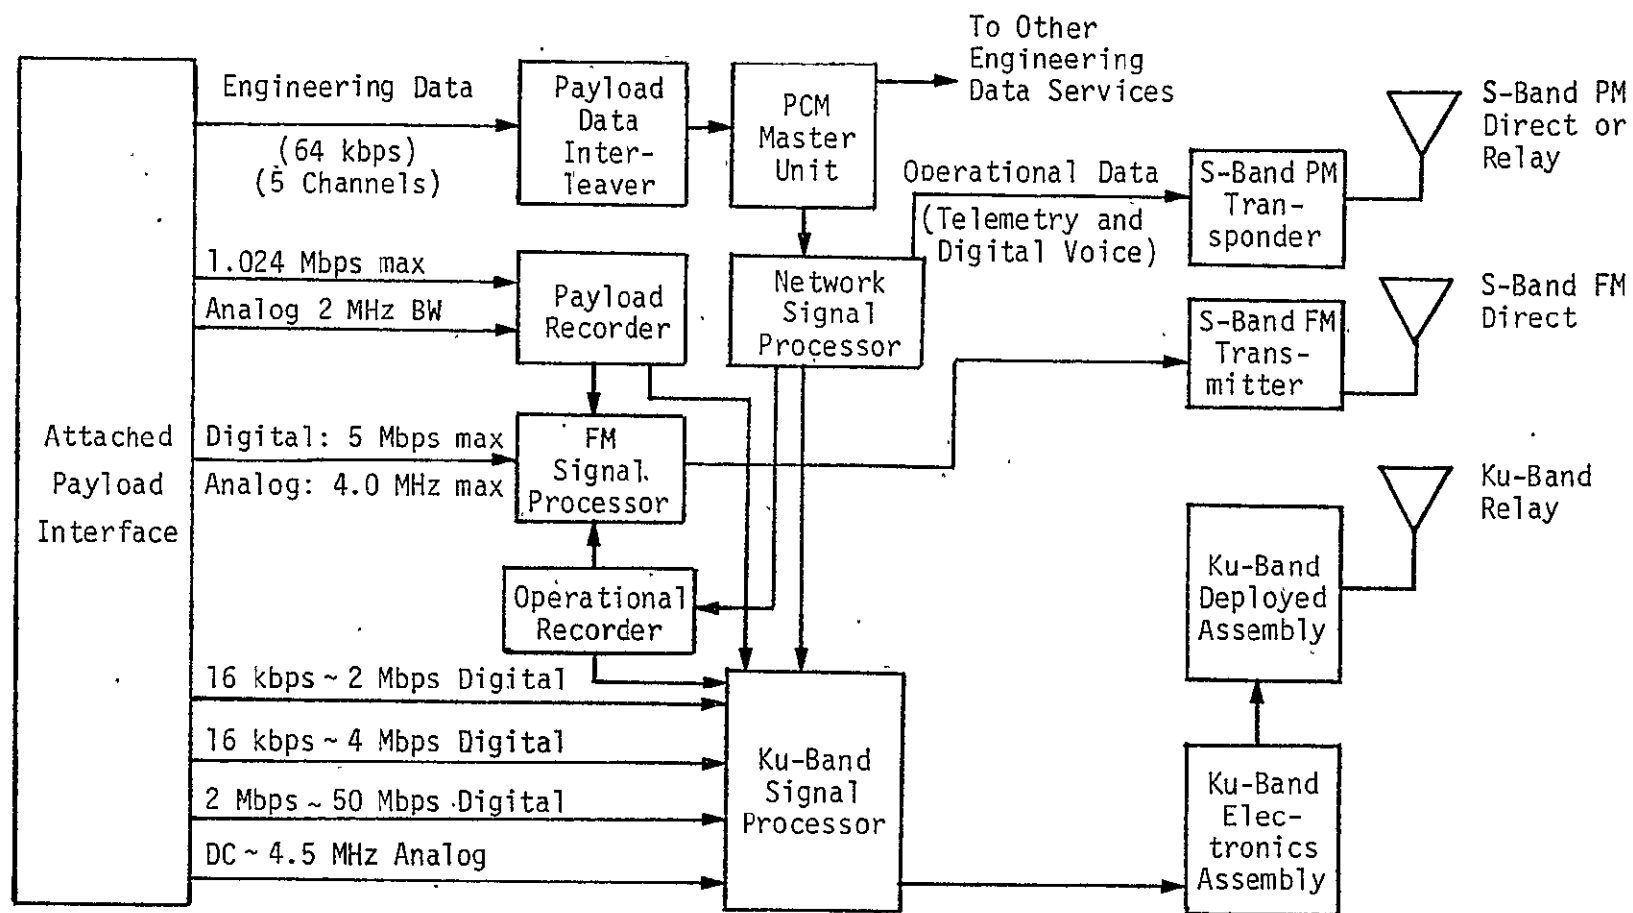 To Other
Engineering
Data Services
Engineering Data
(64 kbps)
(5 Channels)
Payload
Data
Inter-
leaver
PCM
Master
Unit
Operational Data
(Telemetry and
Digital Voice)
S-Band PM
Tran-
sponder
S-Band PM
Direct or
Relay
1.024 Mbps max
Analog 2 MHz BW
Payload
Recorder
Network
Signal
Processor
S-Band FM
Trans-
mitter
S-Band FM
Direct
Attached
Payload
Interface
Digital: 5 Mbps max
Analog: 4.0 MHz max
FM
Signal
Processor
Operational
Recorder
Ku-Band
Deployed
Assembly
Ku-Band
Relay
16 kbps ~ 2 Mbps Digital
16 kbps ~ 4 Mbps Digital
2 Mbps ~ 50 Mbps Digital
DC ~ 4.5 MHz Analog
Ku-Band
Signal
Processor
Ku-Band
Elec-
tronics
Assembly